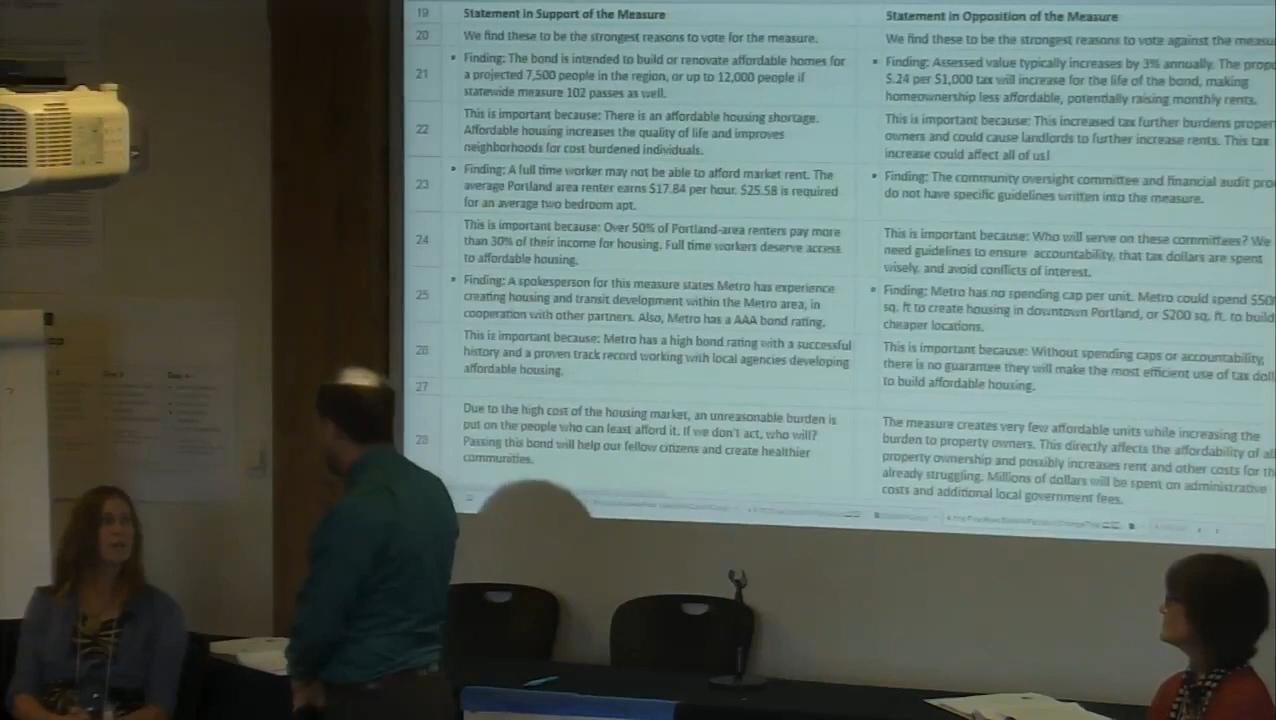 19 Statement in Support of the Measure
20 We find these to be the strongest reasons to vote for the measure.
21 • Finding: The bond is intended to build or renovate affordable homes for
a projected 7,500 people in the region, or up to 12,000 people if
statewide measure 102 passes as well.
22 This is important because: There is an affordable housing shortage.
Affordable housing increases the quality of life and improves
neighborhoods for cost burdened individuals.
23 • Finding: A full time worker may not be able to afford market rent. The
average Portland area renter earns $17.84 per hour. $25.58 is required
for an average two bedroom apt.
24 This is important because: Over 50% of Portland-area renters pay more
than 30% of their income for housing. Full time workers deserve access
to affordable housing.
25 • Finding: A spokesperson for this measure states Metro has experience
creating housing and transit development within the Metro area, in
cooperation with other partners. Also, Metro has a AAA bond rating.
26 This is important because: Metro has a high bond rating with a successful
history and a proven track record working with local agencies developing
affordable housing.
27
28 Due to the high cost of the housing market, an unreasonable burden is
put on the people who can least afford it. If we don't act, who will?
Passing this bond will help our fellow citizens and create healthier
communities.
Statement in Opposition of the Measure
We find these to be the strongest reasons to vote against the measu
• Finding: Assessed value typically increases by 3% annually. The prop
$.24 per $1,000 tax will increase for the life of the bond, making
homeownership less affordable, potentially raising monthly rents.
This is important because: This increased tax further burdens proper
owners and could cause landlords to further increase rents. This tax
increase could affect all of us!
• Finding: The community oversight committee and financial audit pro
do not have specific guidelines written into the measure.
This is important because: Who will serve on these committees? We
need guidelines to ensure accountability, that tax dollars are spent
wisely, and avoid conflicts of interest.
• Finding: Metro has no spending cap per unit. Metro could spend $50
sq. ft to create housing in downtown Portland, or $200 sq. ft. to build
cheaper locations.
This is important because: Without spending caps or accountability,
there is no guarantee they will make the most efficient use of tax doll
to build affordable housing.
The measure creates very few affordable units while increasing the
burden to property owners. This directly affects the affordability of al
property ownership and possibly increases rent and other costs for th
already struggling. Millions of dollars will be spent on administrative
costs and additional local government fees.